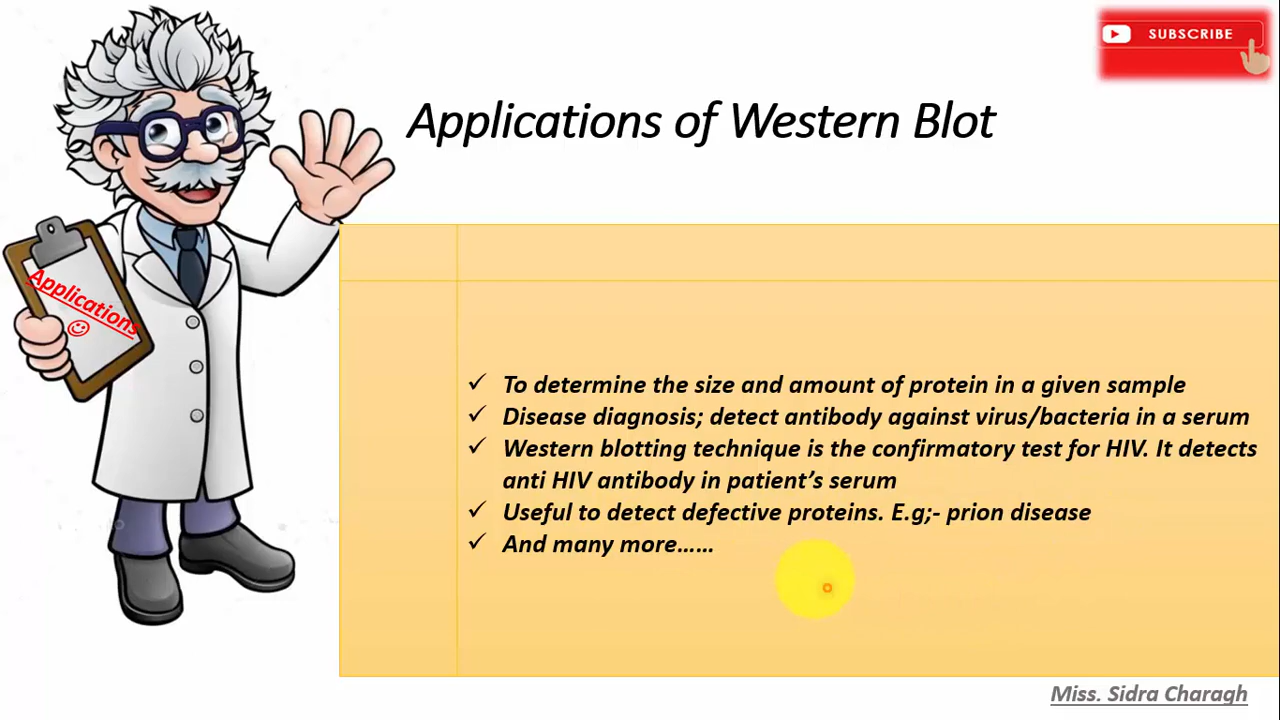 SUBSCRIBE
Applications of Western Blot
Applications
☺
✓ To determine the size and amount of protein in a given sample
✓ Disease diagnosis; detect antibody against virus/bacteria in a serum
✓ Western blotting technique is the confirmatory test for HIV. It detects
anti HIV antibody in patient’s serum
✓ Useful to detect defective proteins. E.g;- prion disease
✓ And many more……
Miss. Sidra Charagh